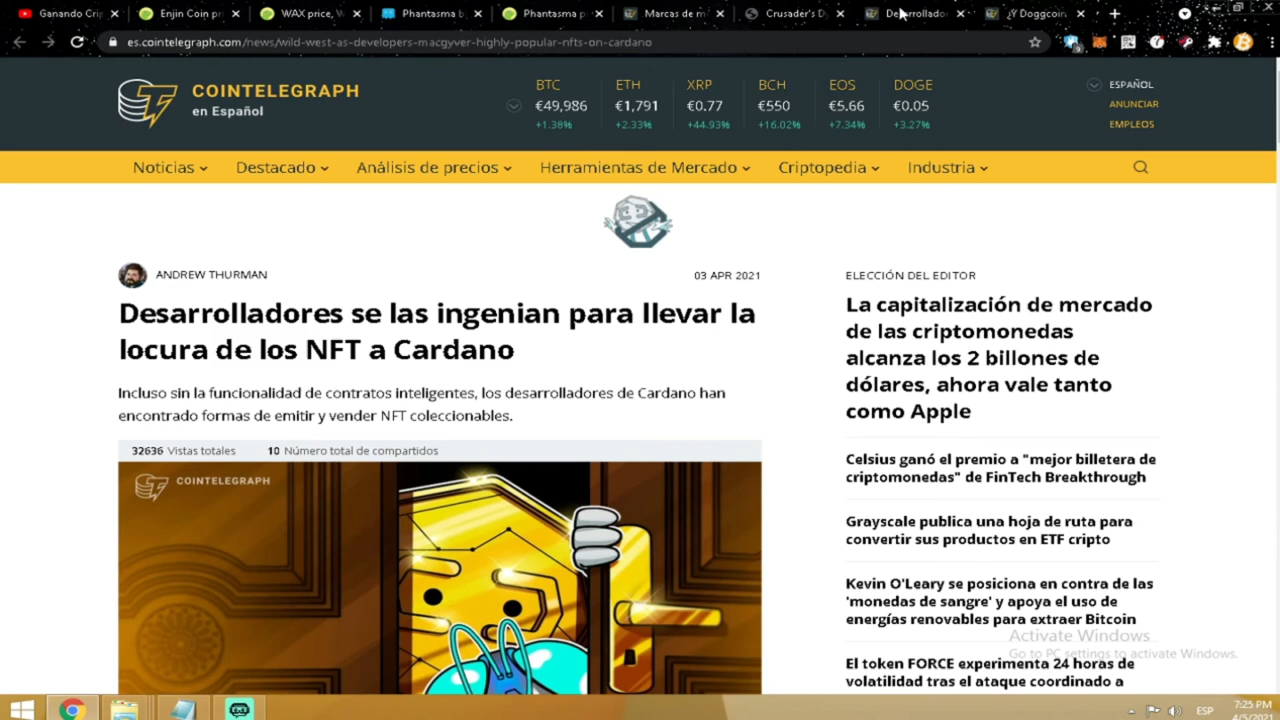 Ganando Cri
Enjin Coin p
WAX price, W
Phantasma b
Phantasma p
Marcas de m
Crusader's D
Desarrollado
¡Y Doggcoin
es.cointelegraph.com/news/wild-west-as-developers-macgyver-highly-popular-nfts-on-cardano
COINTELEGRAPH
en Español
BTC ETH XRP BCH EOS DOGE
€49,986 €1,791 €0.77 €550 €5.66 €0.05
+1.38% +2.33% +44.93% +16.02% +7.34% +3.27%
ESPAÑOL
ANUNCIAR
EMPLEOS
Noticias Destacado Análisis de precios Herramientas de Mercado Criptopedia Industria
ANDREW THURMAN
03 APR 2021
Desarrolladores se las ingenian para llevar la
locura de los NFT a Cardano
Incluso sin la funcionalidad de contratos inteligentes, los desarrolladores de Cardano han
encontrado formas de emitir y vender NFT coleccionables.
32636 Vistas totales 10 Número total de compartidos
COINTELEGRAPH
ELECCIÓN DEL EDITOR
La capitalización de mercado
de las criptomonedas
alcanza los 2 billones de
dólares, ahora vale tanto
como Apple
Celsius ganó el premio a "mejor billetera de
criptomonedas" de FinTech Breakthrough
Grayscale publica una hoja de ruta para
convertir sus productos en ETF cripto
Kevin O'Leary se posiciona en contra de las
'monedas de sangre' y apoya el uso de
energías renovables para extraer Bitcoin
El token FORCE experimenta 24 horas de
volatilidad tras el ataque coordinado a
Activate Windows
Go to PC settings to activate Windows.
ESP
7:25 PM
4/5/2021